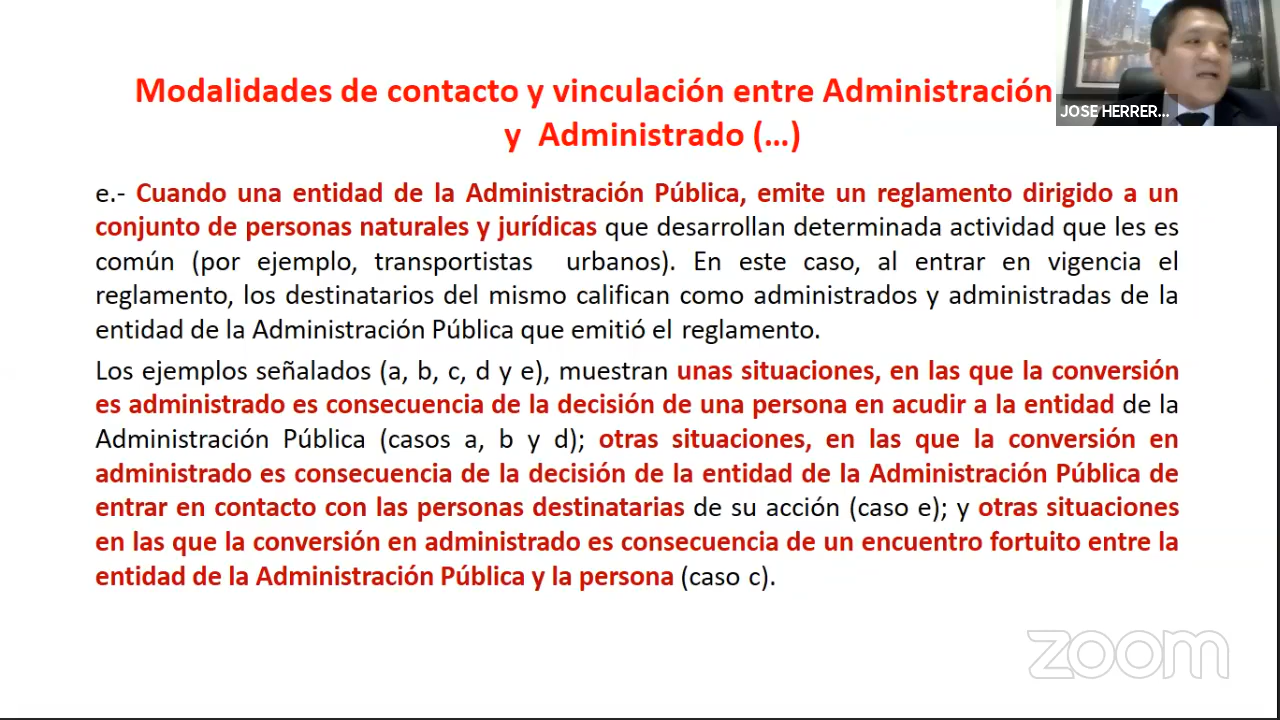 Modalidades de contacto y vinculación entre Administración
y Administrado (...)
JOSE HERRER...
e.- Cuando una entidad de la Administración Pública, emite un reglamento dirigido a un
conjunto de personas naturales y jurídicas que desarrollan determinada actividad que les es
común (por ejemplo, transportistas urbanos). En este caso, al entrar en vigencia el
reglamento, los destinatarios del mismo califican como administrados y administradas de la
entidad de la Administración Pública que emitió el reglamento.
Los ejemplos señalados (a, b, c, d y e), muestran unas situaciones, en las que la conversión
es administrado es consecuencia de la decisión de una persona en acudir a la entidad de la
Administración Pública (casos a, b y d); otras situaciones, en las que la conversión en
administrado es consecuencia de la decisión de la entidad de la Administración Pública de
entrar en contacto con las personas destinatarias de su acción (caso e); y otras situaciones
en las que la conversión en administrado es consecuencia de un encuentro fortuito entre la
entidad de la Administración Pública y la persona (caso c).
zoom